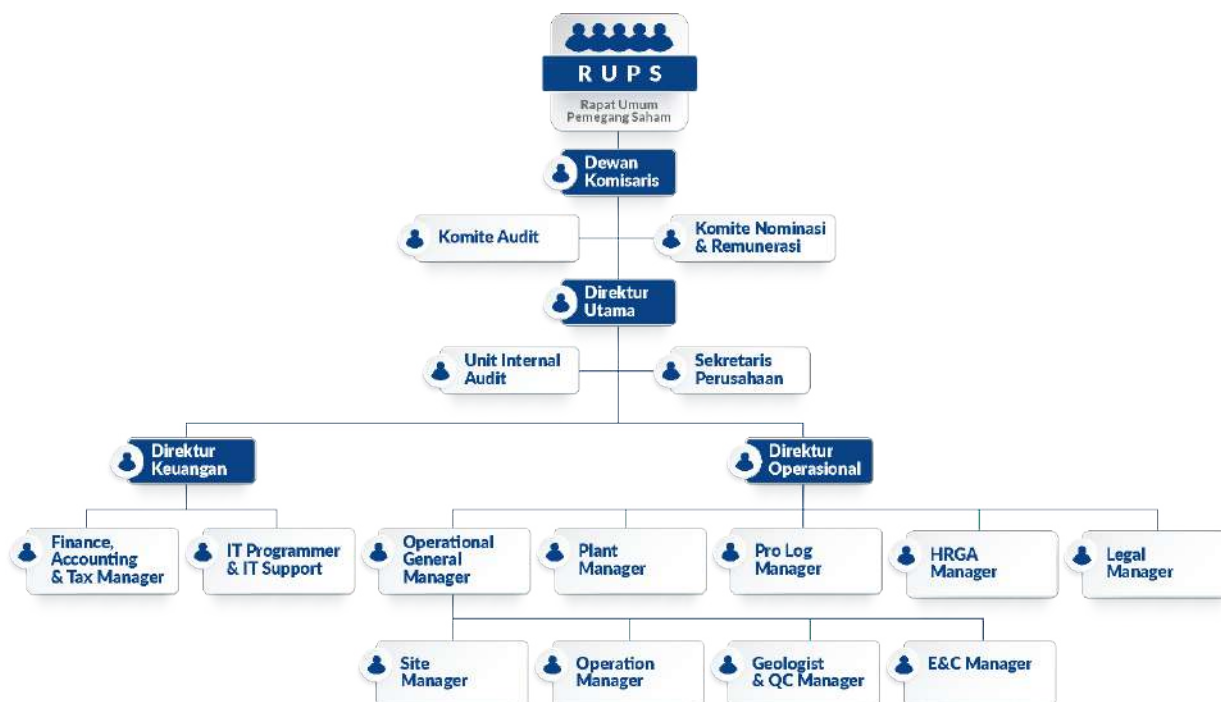 RUPS
Rapat Umum
Pemegang Saham
Dewan
Komisaris
Komite Audit
Komite Nominasi
& Remunerasi
Direktur
Utama
Unit Internal
Audit
Sekretaris
Perusahaan
Direktur
Keuangan
Direktur
Operasional
Finance,
Accounting
& Tax Manager
IT Programmer
& IT Support
Operational
General
Manager
Plant
Manager
Pro Log
Manager
HRGA
Manager
Legal
Manager
Site
Manager
Operation
Manager
Geologist
& QC Manager
E&C Manager